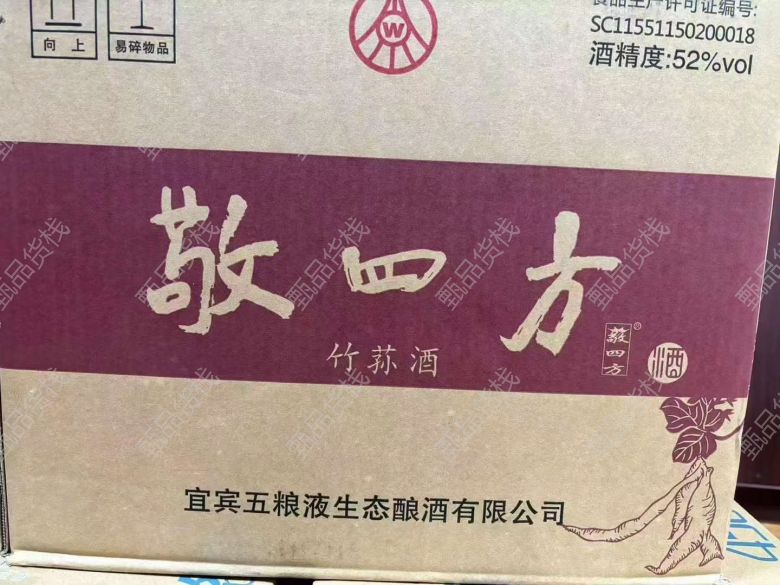 向上
易碎物品
W
食品生产许可证编号:
SC11551150200018
酒精度:52%vol
敬四方
竹荪酒
敬四方®
酒
宜宾五粮液生态酿酒有限公司
甄品货栈